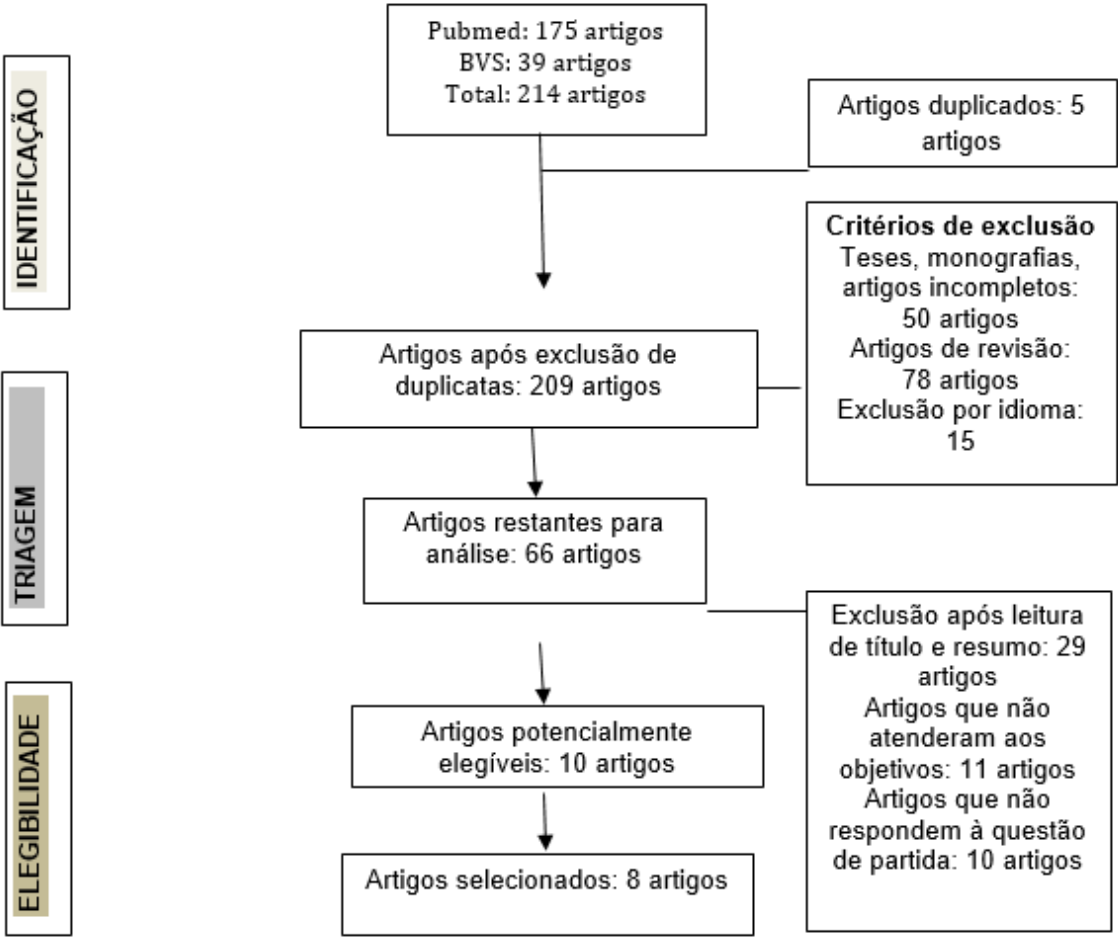 Pubmed: 175 artigos
BVS: 39 artigos
Total: 214 artigos
IDENTIFICAÇÃO
Artigos duplicados: 5
artigos
Critérios de exclusão
Teses, monografias,
artigos incompletos:
50 artigos
Artigos de revisão:
78 artigos
Exclusão por idioma:
15
Artigos após exclusão de
duplicatas: 209 artigos
TRIAGEM
Artigos restantes para
análise: 66 artigos
Exclusão após leitura
de título e resumo: 29
artigos
Artigos que não
atenderam aos
objetivos: 11 artigos
Artigos que não
respondem à questão
de partida: 10 artigos
ELEGIBILIDADE
Artigos potencialmente
elegíveis: 10 artigos
Artigos selecionados: 8 artigos